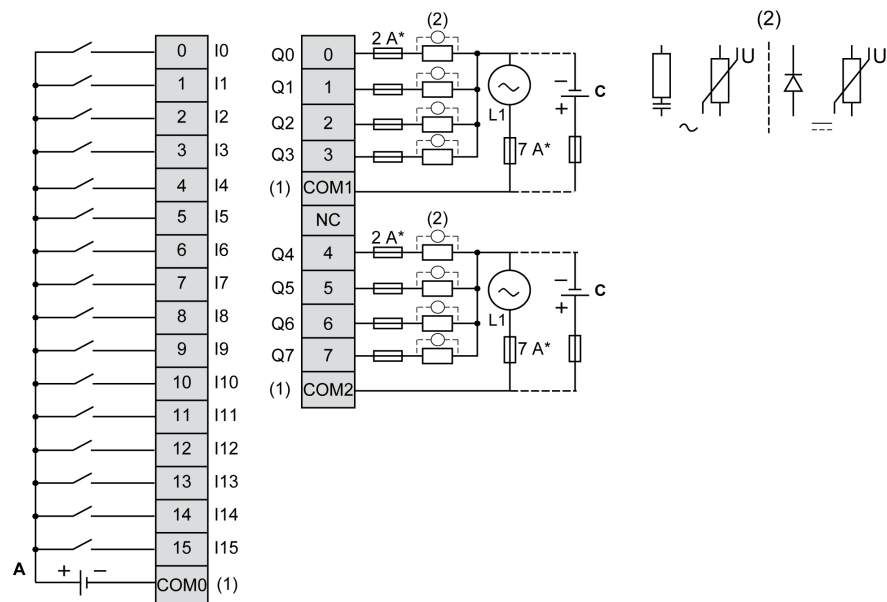 0 I0
1 I1
2 I2
3 I3
4 I4
5 I5
6 I6
7 I7
8 I8
9 I9
10 I10
11 I11
12 I12
13 I13
14 I14
15 I15
A + − COM0 (1)
(2)
2 A*
Q0 0
Q1 1
Q2 2
Q3 3
(1) COM1
L1
7 A*
−
+
C
NC
(2)
2 A*
Q4 4
Q5 5
Q6 6
Q7 7
(1) COM2
L1
7 A*
−
+
C
(2)
U
U